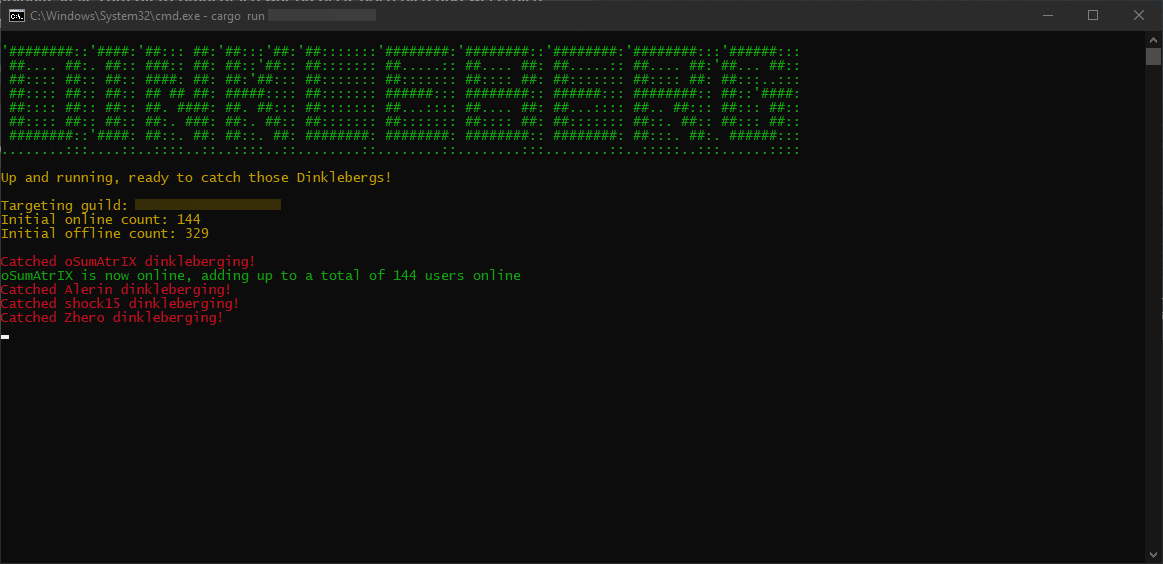 C:\Windows\System32\cmd.exe - cargo run
DINKLEBERG
Up and running, ready to catch those Dinklebergs!
Targeting guild:
Initial online count: 144
Initial offline count: 329
Catched oSumAtrIX dinkleberging!
oSumAtrIX is now online, adding up to a total of 144 users online
Catched Alerin dinkleberging!
Catched shock15 dinkleberging!
Catched Zhero dinkleberging!